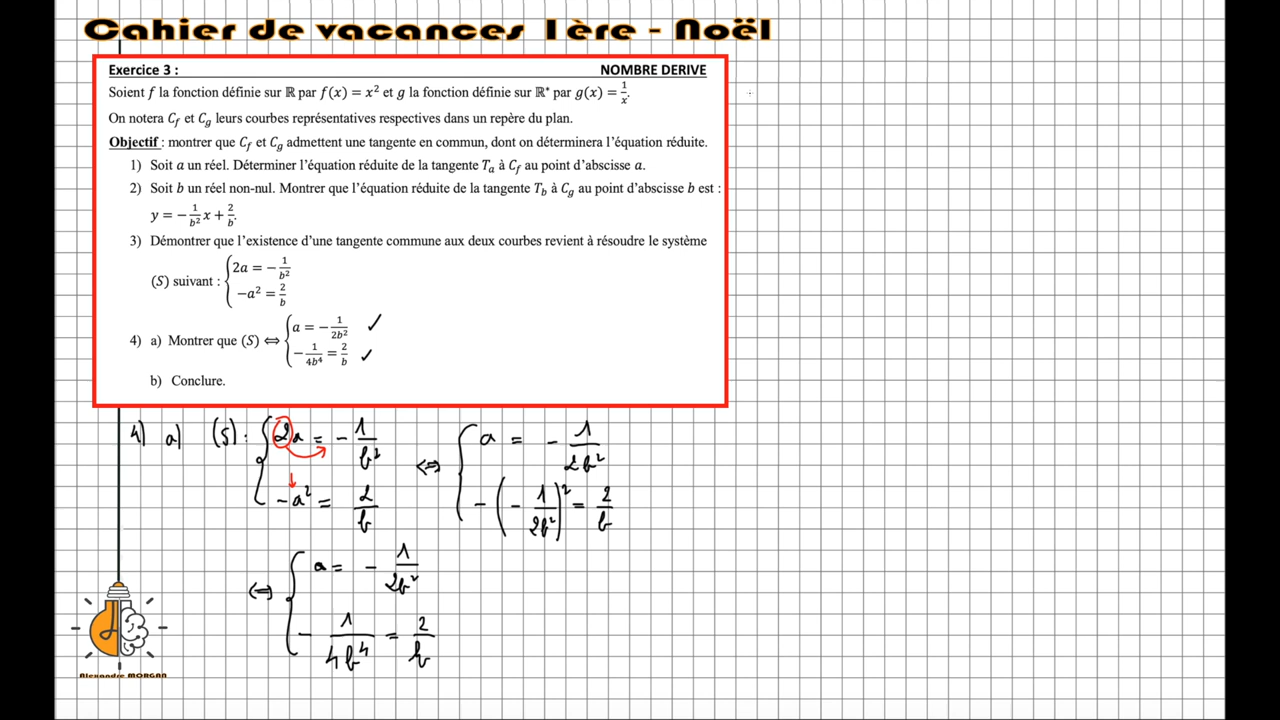 Cahier de vacances 1ère - Noël
Exercice 3 : NOMBRE DERIVE
Soient f la fonction définie sur ℝ par f(x) = x² et g la fonction définie sur ℝ* par g(x) = 1/x.
On notera C_f et C_g leurs courbes représentatives respectives dans un repère du plan.
Objectif : montrer que C_f et C_g admettent une tangente en commun, dont on déterminera l'équation réduite.
1) Soit a un réel. Déterminer l'équation réduite de la tangente T_a à C_f au point d'abscisse a.
2) Soit b un réel non-nul. Montrer que l'équation réduite de la tangente T_b à C_g au point d'abscisse b est :
y = −1/b² x + 2/b.
3) Démontrer que l'existence d'une tangente commune aux deux courbes revient à résoudre le système
(S) suivant : { 2a = −1/b²
−a² = 2/b
4) a) Montrer que (S) ⇔ { a = −1/(2b²) ✓
−1/(4b⁴) = 2/b ✓
b) Conclure.
4) a) (S) : { 2a = −1/b² ⇔ { a = −1/(2b²)
−a² = 2/b −(−1/(2b²))² = 2/b
⇔ { a = −1/(2b²)
−1/(4b⁴) = 2/b
Alexandre MORGAN